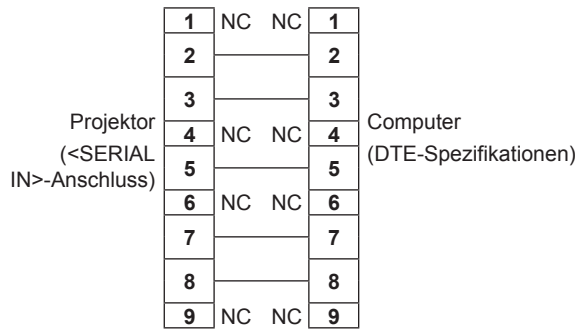 1 NC NC 1
2 2
3 3
Projektor
4 NC NC 4
Computer
(<SERIAL
(DTE-Spezifikationen)
5 5
IN>-Anschluss)
6 NC NC 6
7 7
8 8
9 NC NC 9